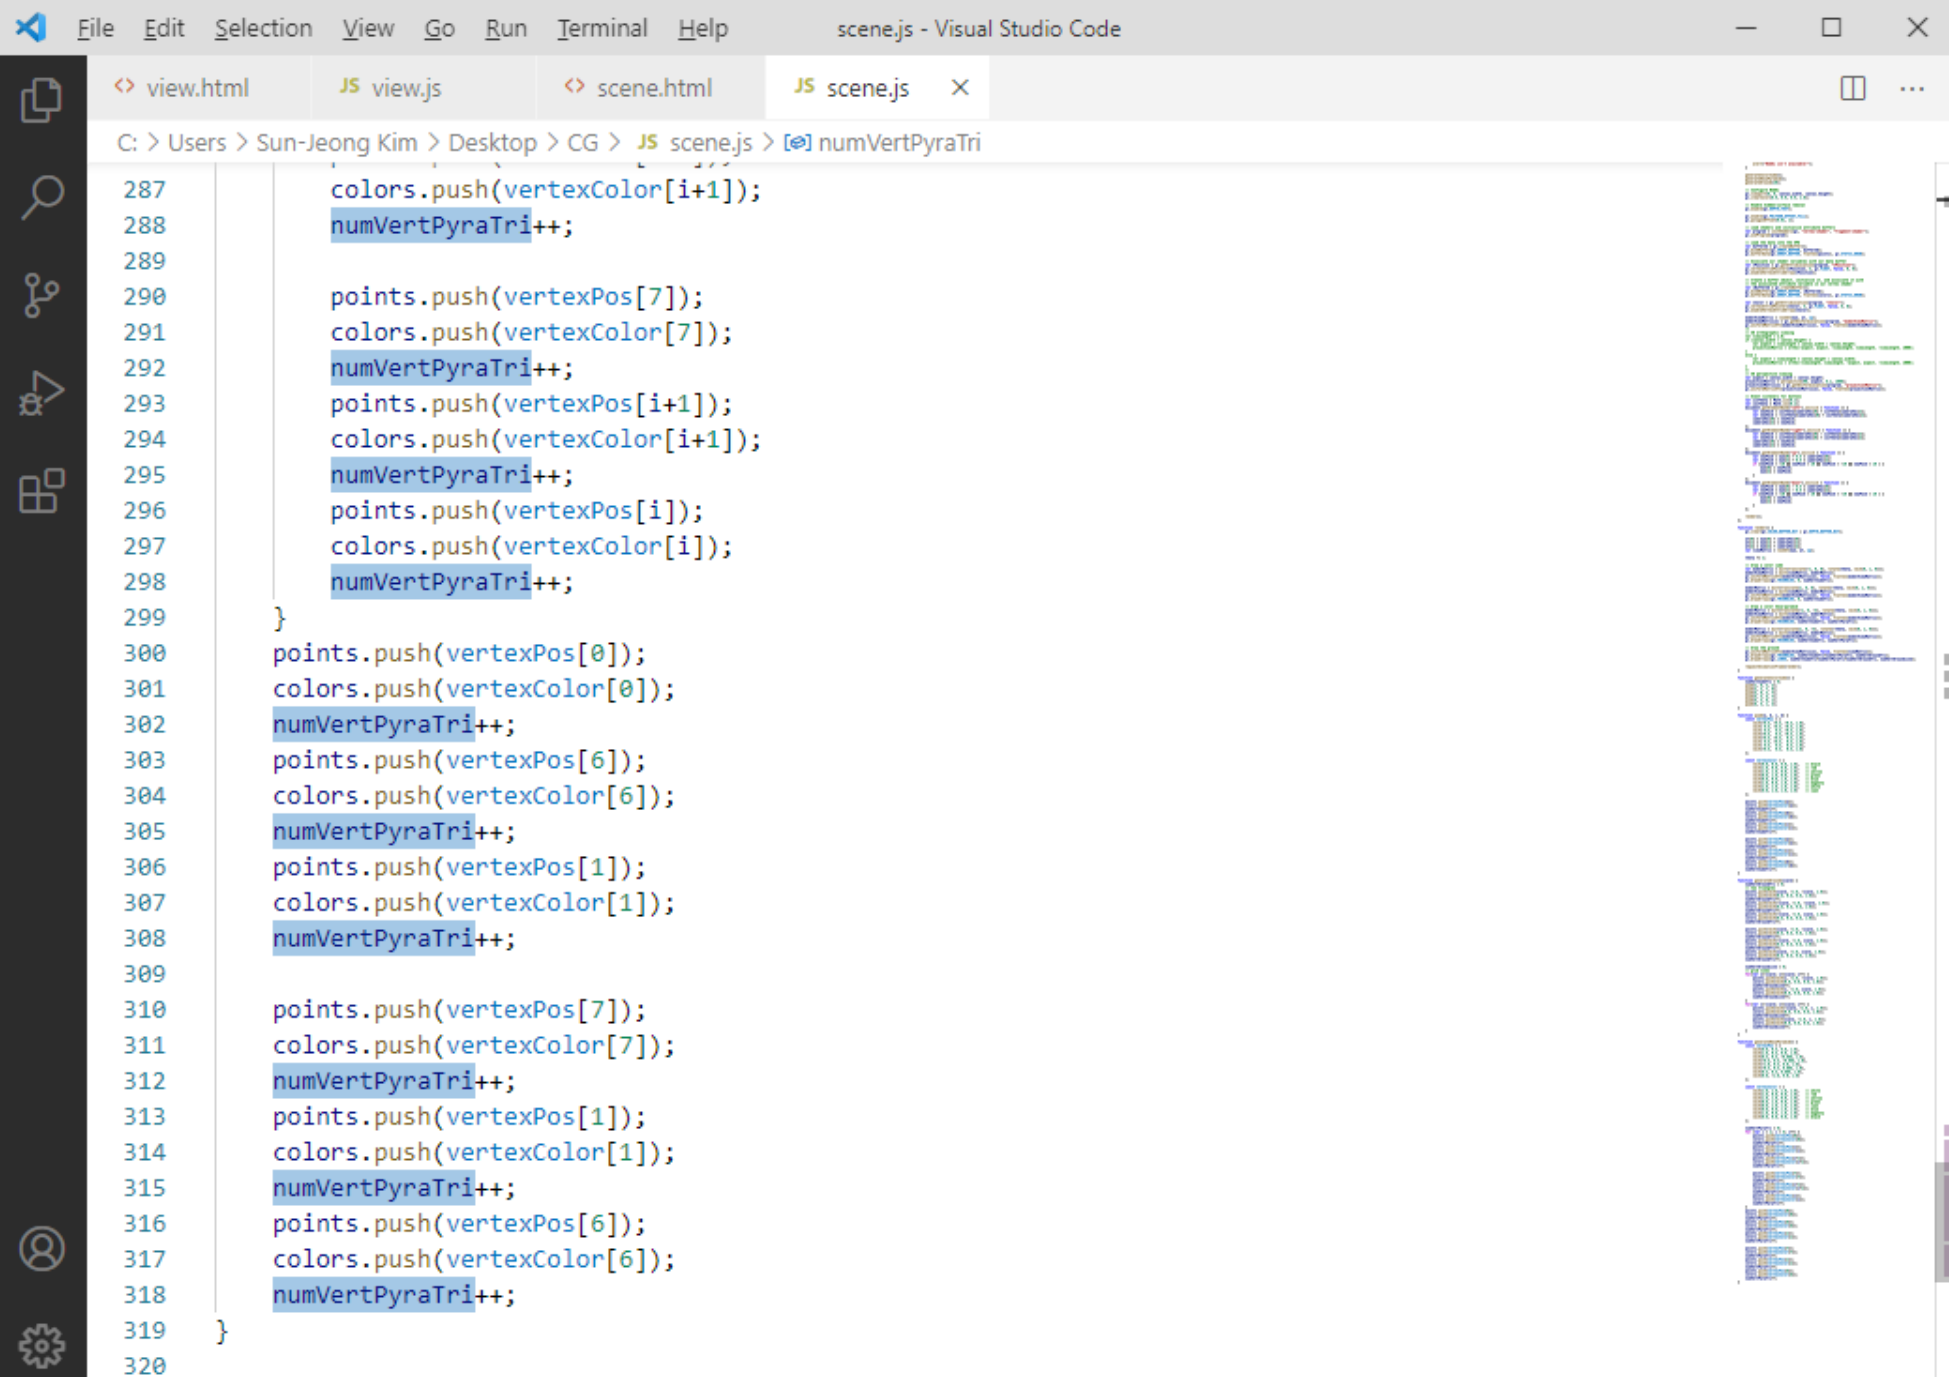 File Edit Selection View Go Run Terminal Help scene.js - Visual Studio Code
<> view.html JS view.js <> scene.html JS scene.js ×
C: > Users > Sun-Jeong Kim > Desktop > CG > JS scene.js > numVertPyraTri
287 colors.push(vertexColor[i+1]);
288 numVertPyraTri++;
289
290 points.push(vertexPos[7]);
291 colors.push(vertexColor[7]);
292 numVertPyraTri++;
293 points.push(vertexPos[i+1]);
294 colors.push(vertexColor[i+1]);
295 numVertPyraTri++;
296 points.push(vertexPos[i]);
297 colors.push(vertexColor[i]);
298 numVertPyraTri++;
299 }
300 points.push(vertexPos[0]);
301 colors.push(vertexColor[0]);
302 numVertPyraTri++;
303 points.push(vertexPos[6]);
304 colors.push(vertexColor[6]);
305 numVertPyraTri++;
306 points.push(vertexPos[1]);
307 colors.push(vertexColor[1]);
308 numVertPyraTri++;
309
310 points.push(vertexPos[7]);
311 colors.push(vertexColor[7]);
312 numVertPyraTri++;
313 points.push(vertexPos[1]);
314 colors.push(vertexColor[1]);
315 numVertPyraTri++;
316 points.push(vertexPos[6]);
317 colors.push(vertexColor[6]);
318 numVertPyraTri++;
319 }
320